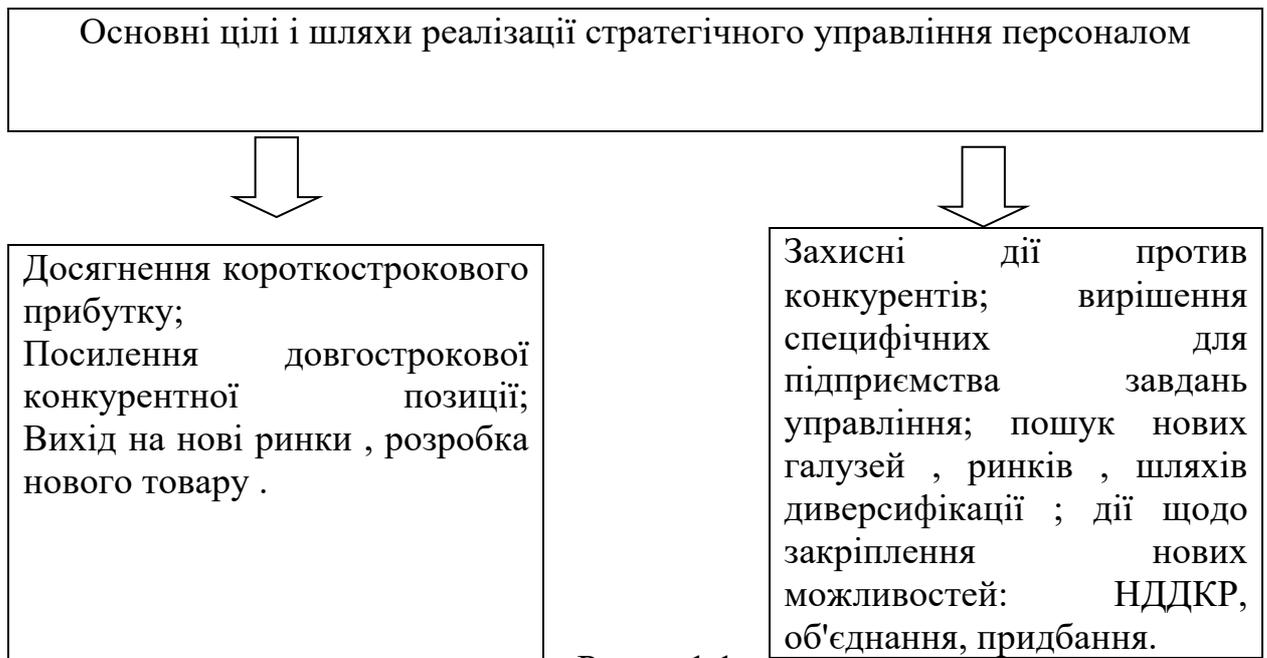 Основні цілі і шляхи реалізації стратегічного управління персоналом
Досягнення короткострокового
прибутку;
Посилення довгострокової
конкурентної позиції;
Вихід на нові ринки , розробка
нового товару .
Захисні дії против
конкурентів; вирішення
специфічних для
підприємства завдань
управління; пошук нових
галузей , ринків , шляхів
диверсифікації ; дії щодо
закріплення нових
можливостей: НДДКР,
об'єднання, придбання.